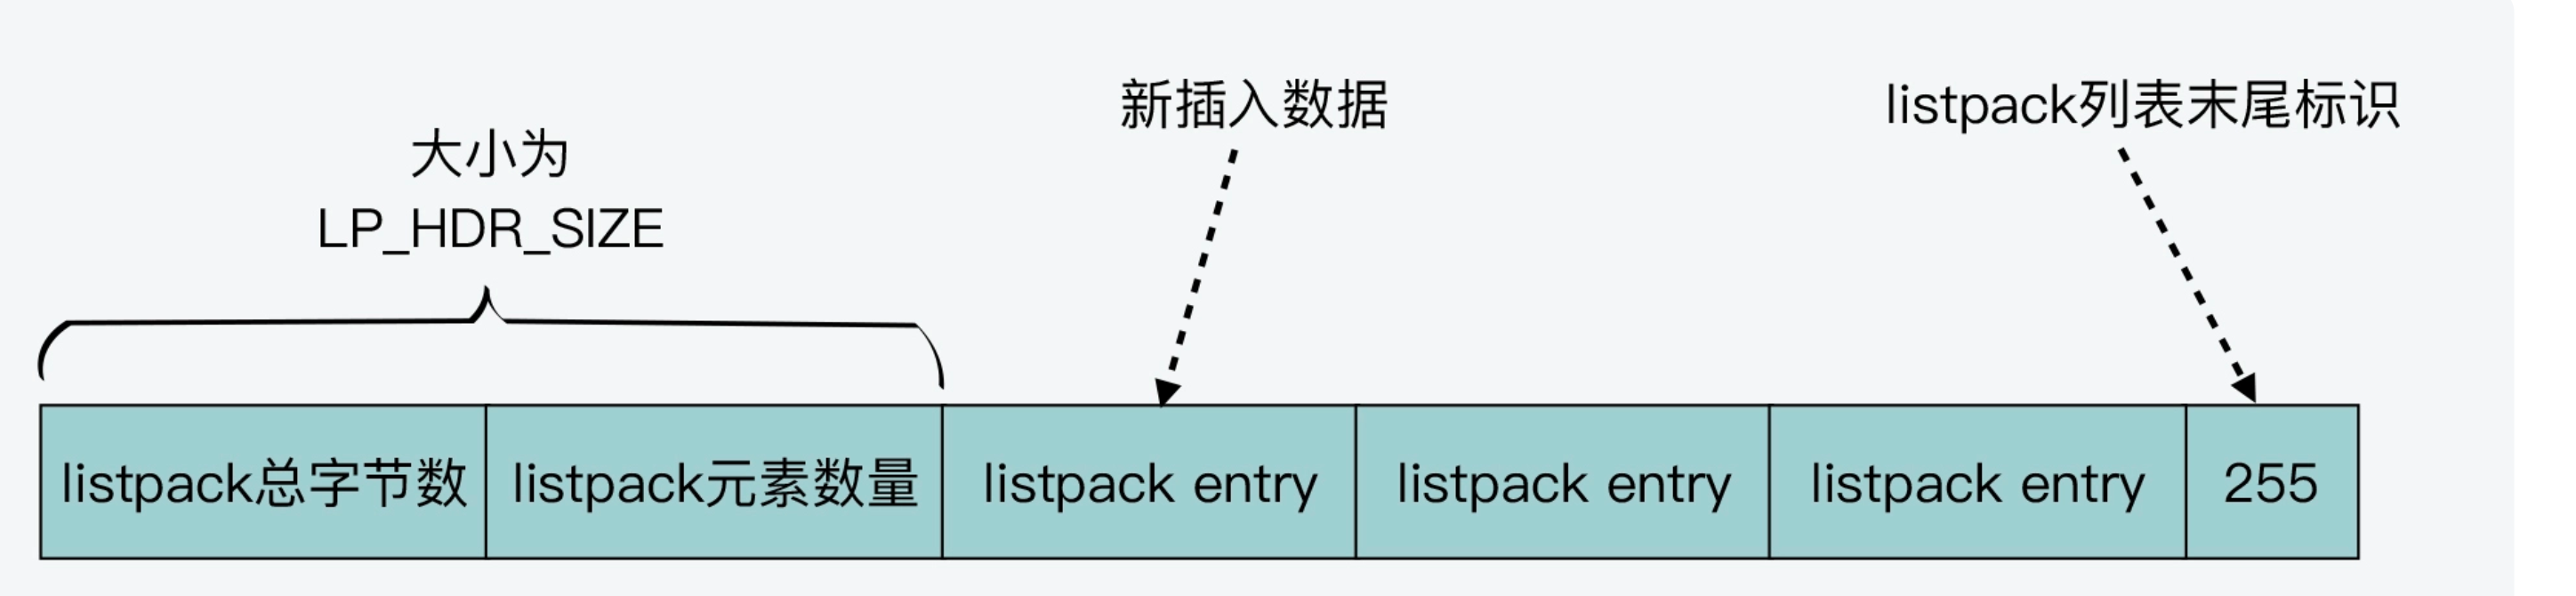 新插入数据
listpack列表末尾标识
大小为
LP_HDR_SIZE
listpack总字节数
listpack元素数量
listpack entry
listpack entry
listpack entry
255